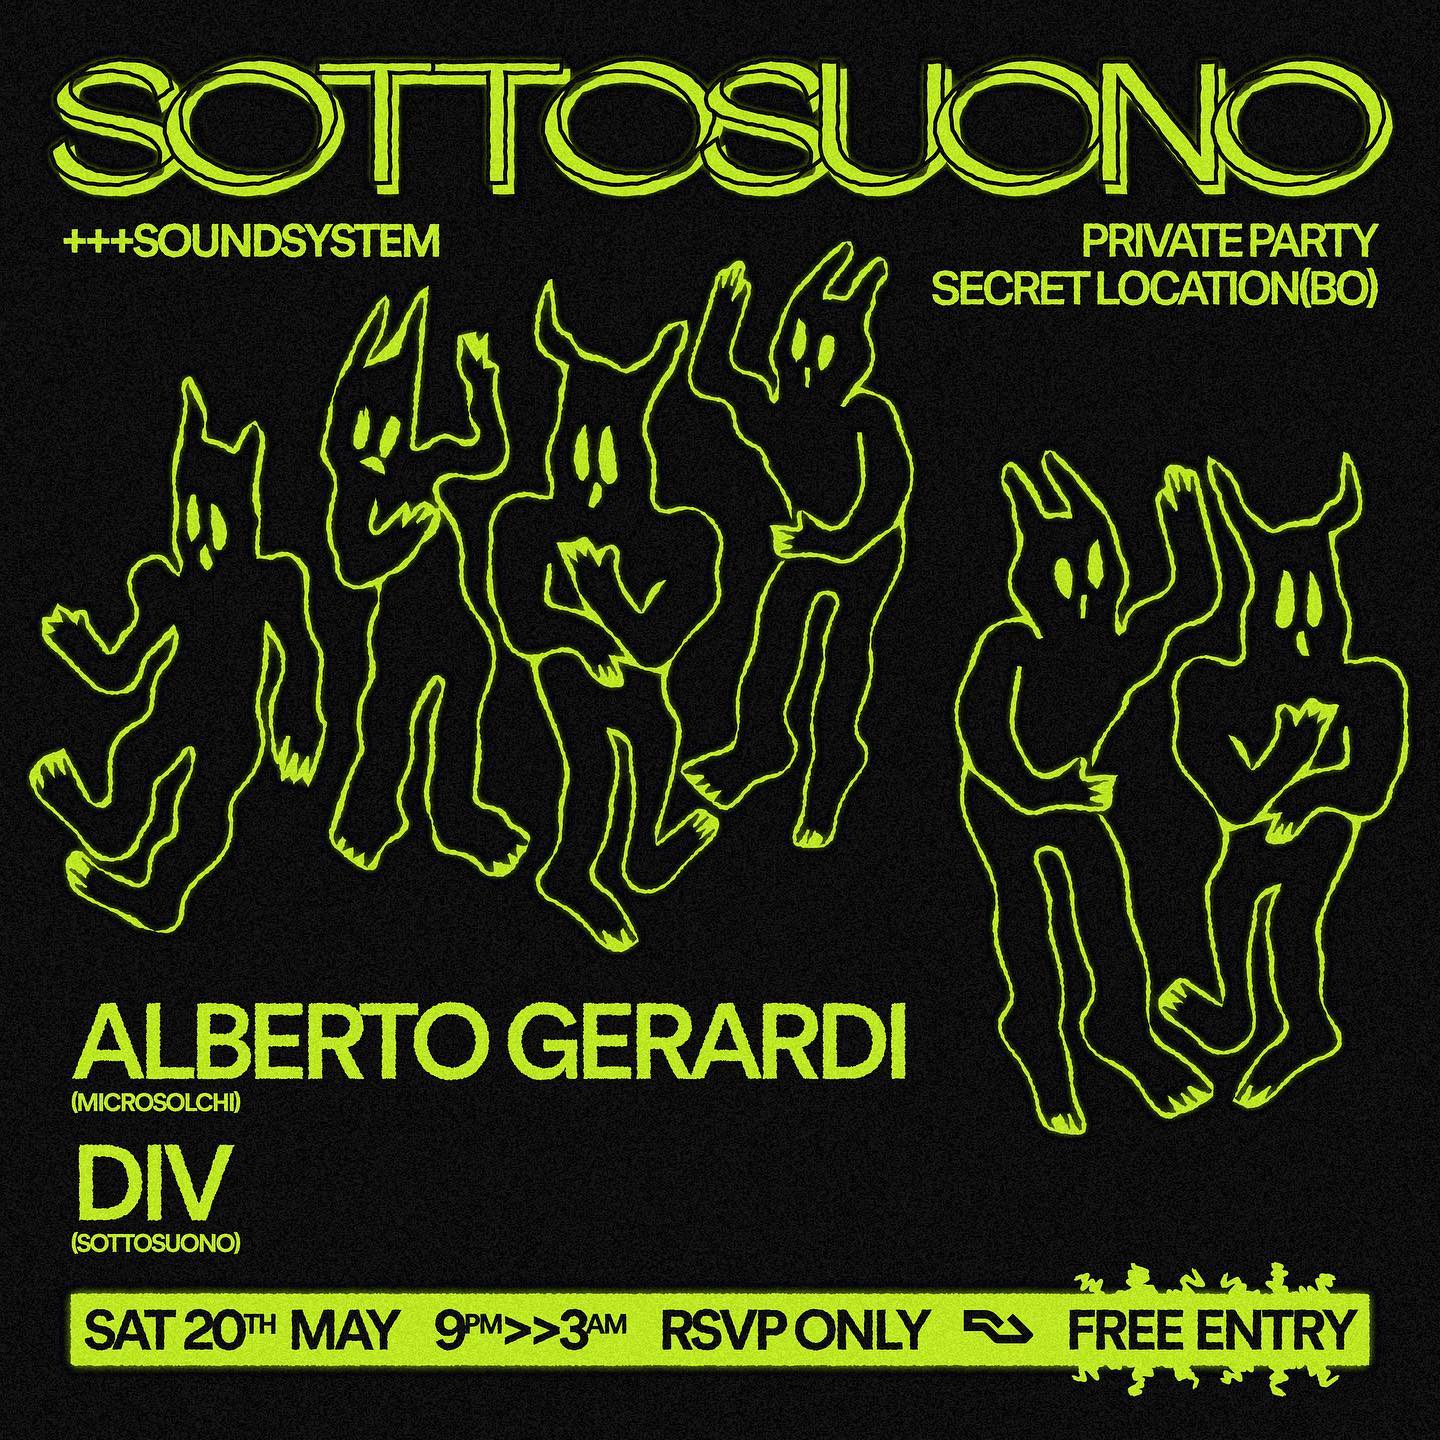 SOTTOSUONO
+++SOUNDSYSTEM
PRIVATE PARTY
SECRET LOCATION(BO)
ALBERTO GERARDI
(MICROSOLCHI)
DIV
(SOTTOSUONO)
SAT 20TH MAY 9PM>>3AM RSVP ONLY RA FREE ENTRY